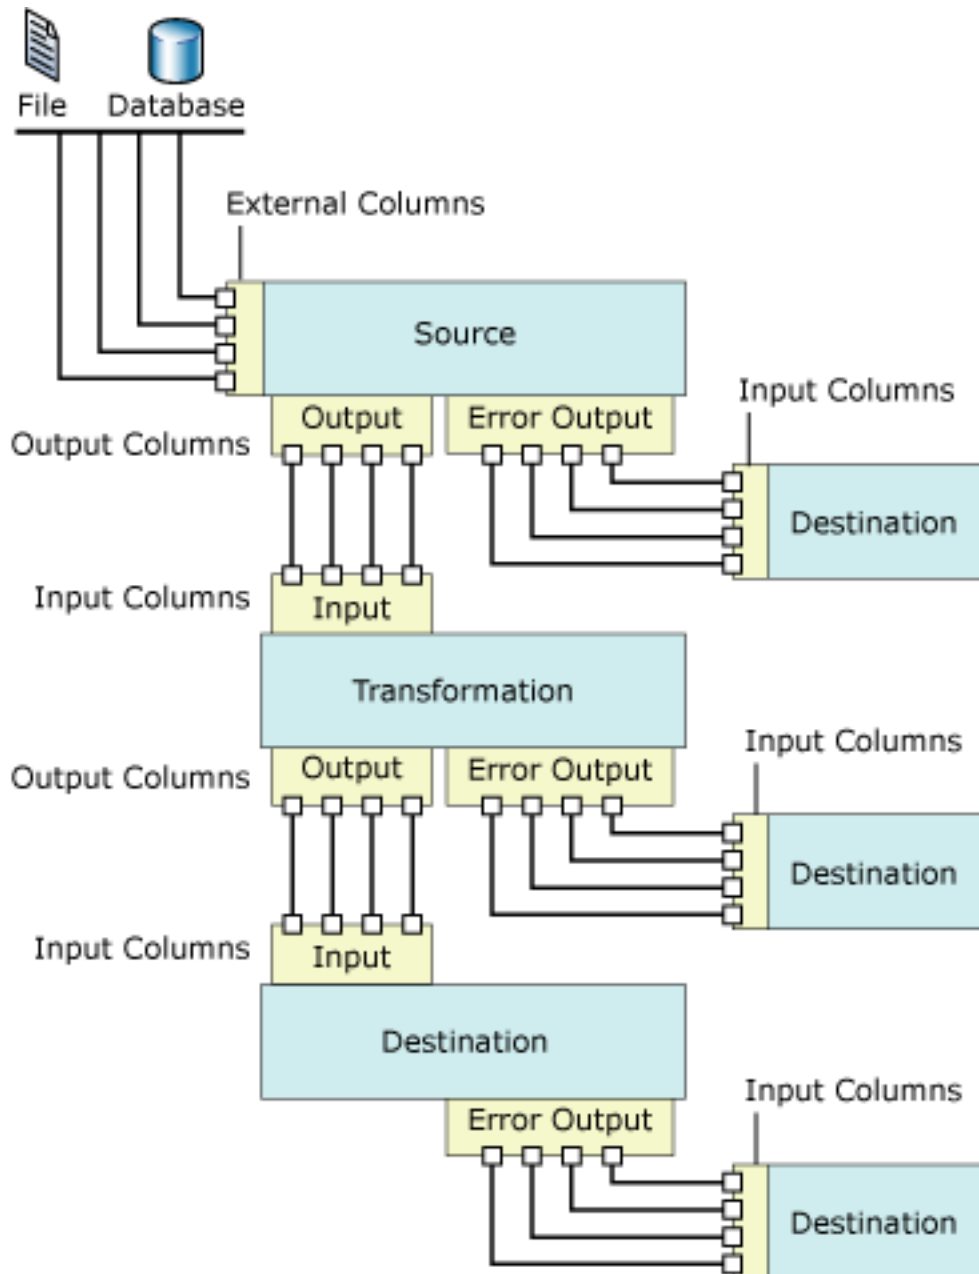 File
Database
External Columns
Source
Input Columns
Output
Error Output
Output Columns
Destination
Input Columns
Input
Transformation
Input Columns
Output
Error Output
Output Columns
Destination
Input Columns
Input
Destination
Input Columns
Error Output
Destination